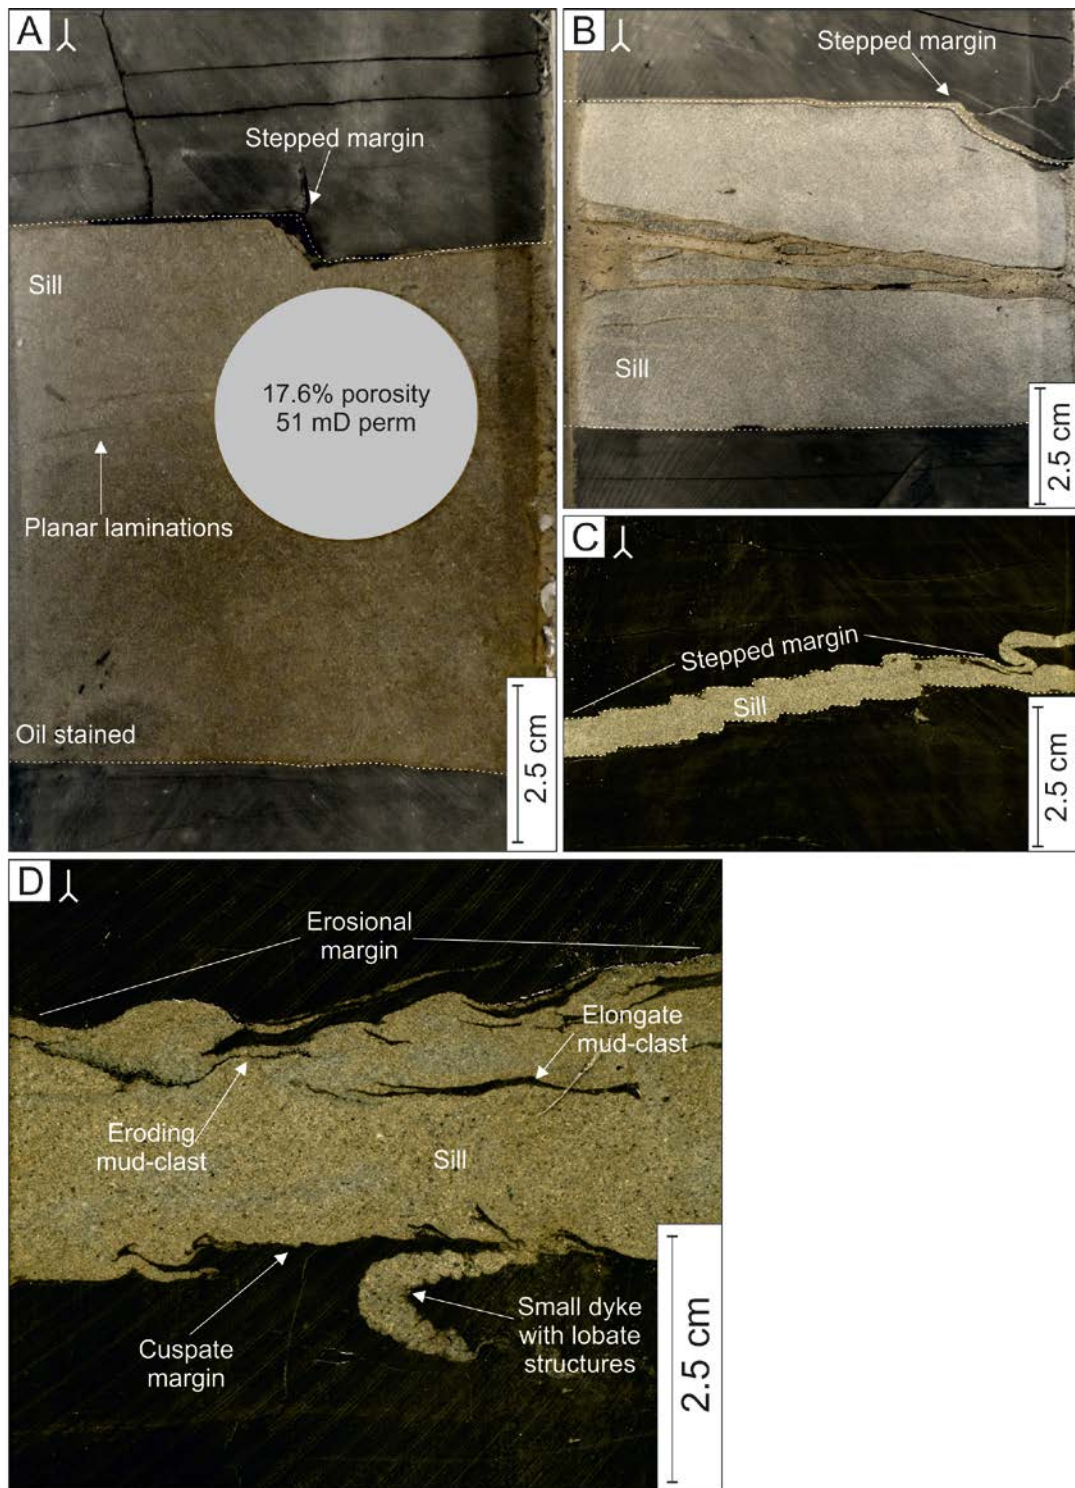 A
Stepped
margin
Sill
17.6% porosity
51 mD perm
Planar laminations
Oil stained
2.5 cm
B
Stepped
margin
Sill
2.5 cm
C
Stepped margin
Sill
2.5 cm
D
Erosional
margin
Elongate
mud-clast
Eroding
mud-clast
Sill
Cuspate
margin
Small dyke
with lobate
structures
2.5 cm